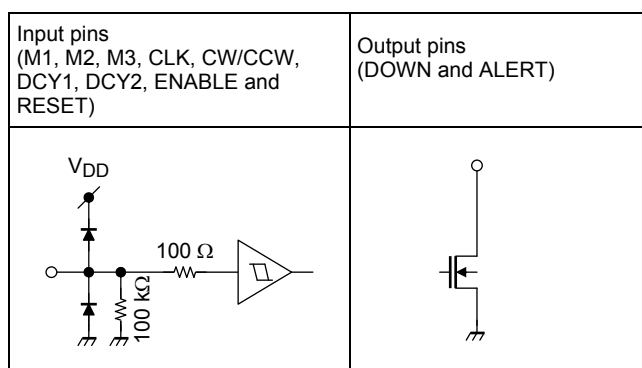 Input pins
(M1, M2, M3, CLK, CW/CCW,
DCY1, DCY2, ENABLE and
RESET)
Output pins
(DOWN and ALERT)
VDD
100 Ω
100 kΩ